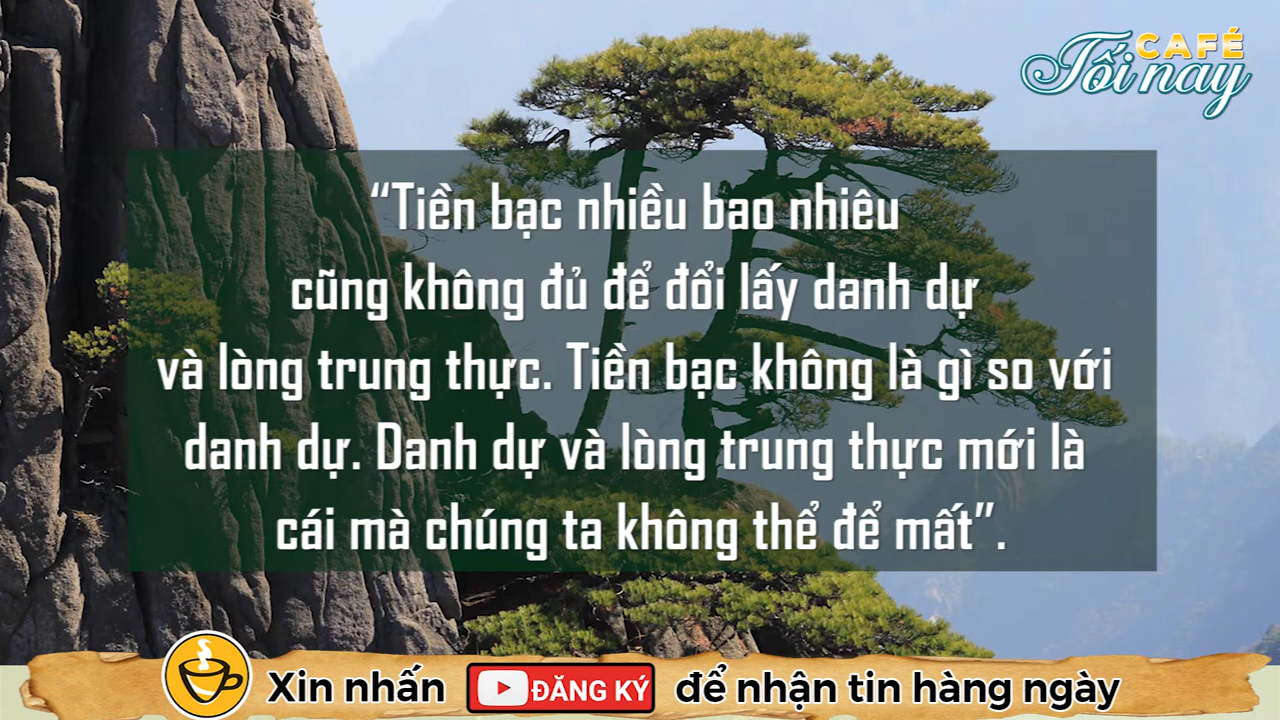 CAFÉ
Tối nay
“Tiền bạc nhiều bao nhiêu
cũng không đủ để đổi lấy danh dự
và lòng trung thực. Tiền bạc không là gì so với
danh dự. Danh dự và lòng trung thực mới là
cái mà chúng ta không thể để mất”.
Xin nhấn ĐĂNG KÝ để nhận tin hàng ngày